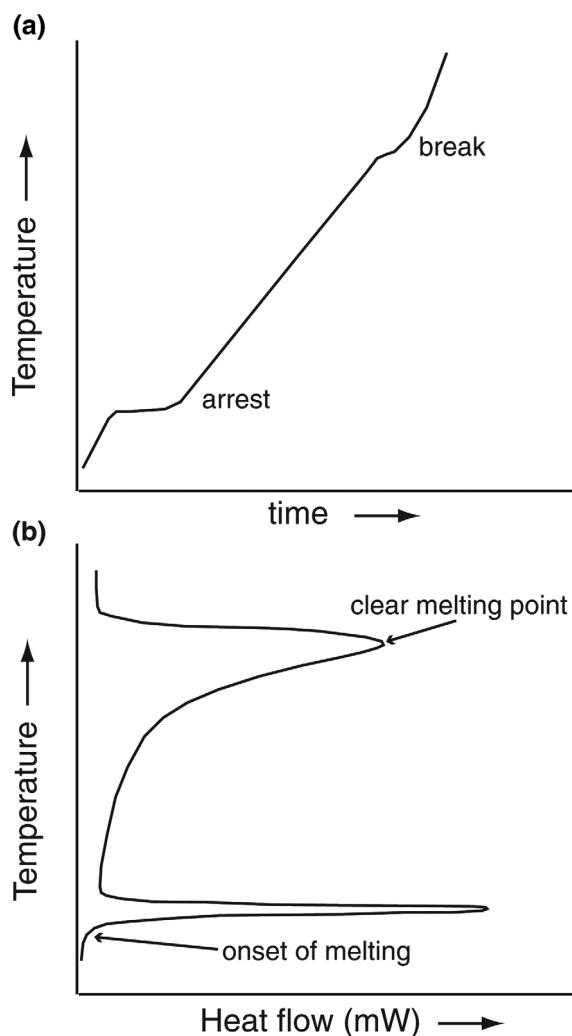 (a)
break
Temperature
arrest
time
(b)
clear melting point
Temperature
onset of melting
Heat flow (mW)